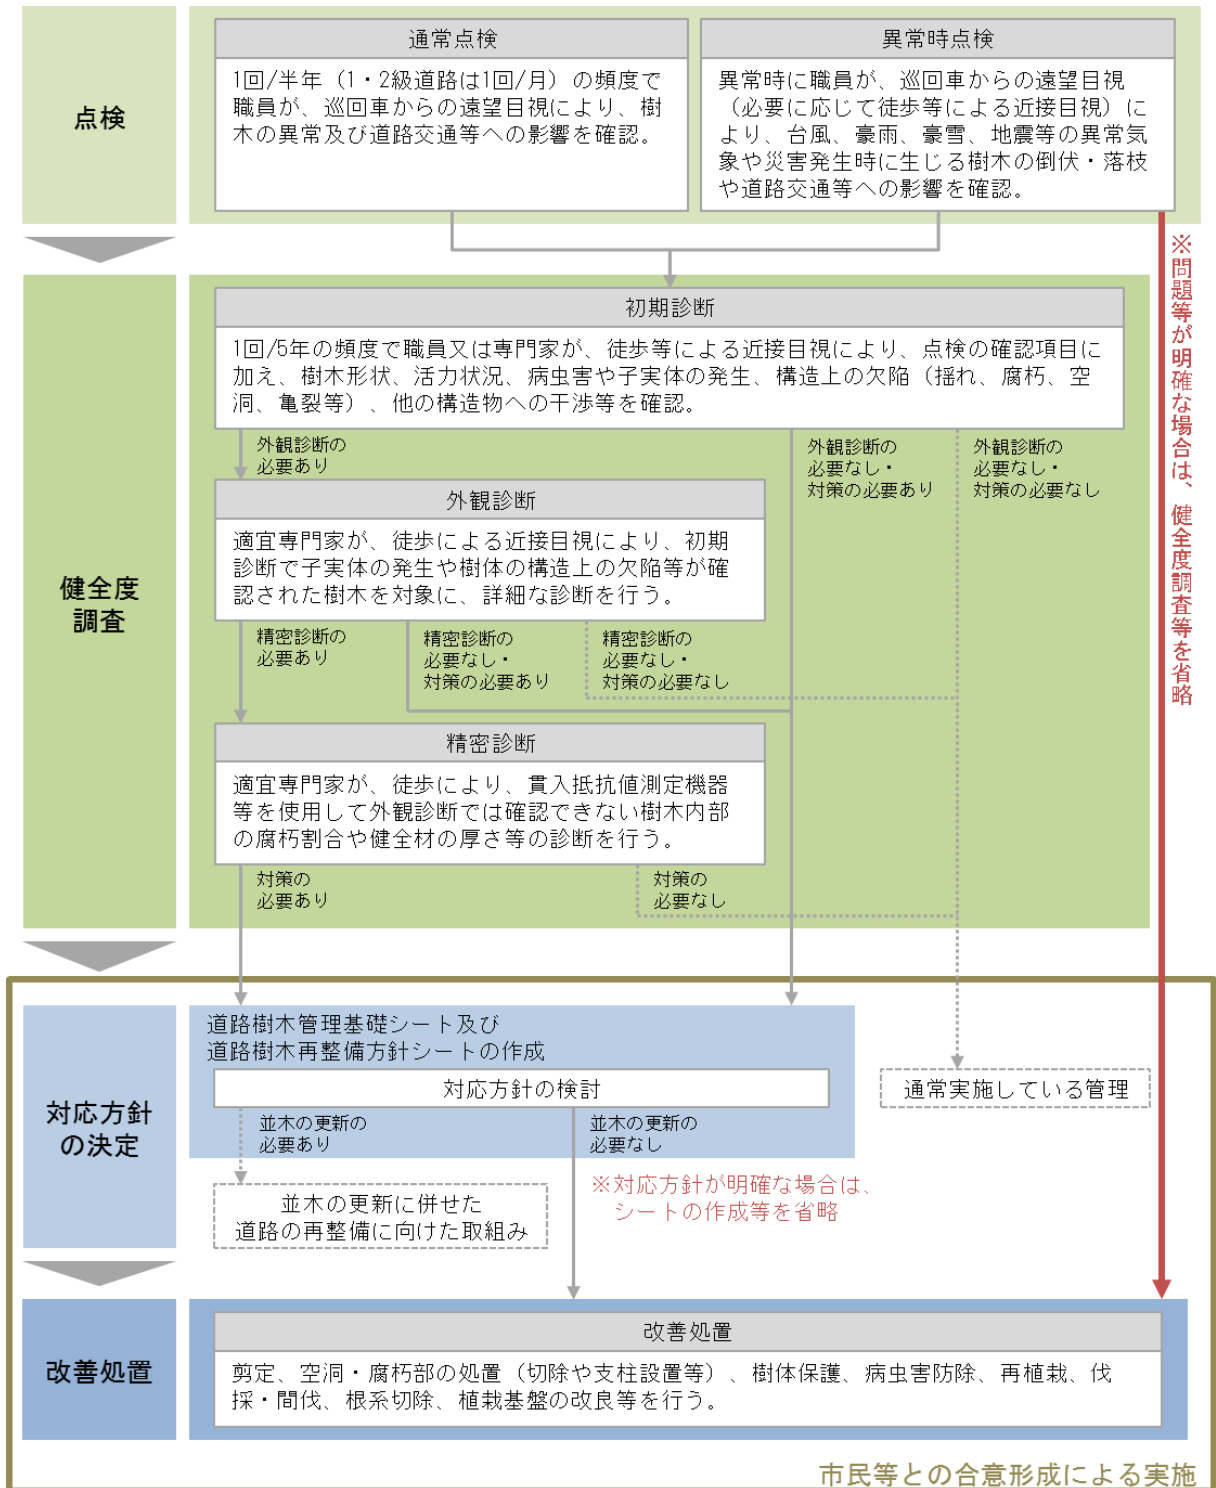 点検
通常点検
1回/半年（1・2級道路は1回/月）の頻度で
職員が、巡回車からの遠望目視により、樹
木の異常及び道路交通等への影響を確認。
異常時点検
異常時に職員が、巡回車からの遠望目視
（必要に応じて徒歩等による近接目視）に
より、台風、豪雨、豪雪、地震等の異常気
象や災害発生時に生じる樹木の倒伏・落枝
や道路交通等への影響を確認。
※問題等が明確な場合は、健全度調査等を省略
健全度
調査
初期診断
1回/5年の頻度で職員又は専門家が、徒歩等による近接目視により、点検の確認項目に
加え、樹木形状、活力状況、病虫害や子実体の発生、構造上の欠陥（揺れ、腐朽、空
洞、亀裂等）、他の構造物への干渉等を確認。
外観診断の
必要あり
外観診断の
必要なし・
対策の必要あり
外観診断の
必要なし・
対策の必要なし
外観診断
適宜専門家が、徒歩による近接目視により、初期
診断で子実体の発生や樹体の構造上の欠陥等が確
認された樹木を対象に、詳細な診断を行う。
精密診断の
必要あり
精密診断の
必要なし・
対策の必要あり
精密診断の
必要なし・
対策の必要なし
精密診断
適宜専門家が、徒歩により、貫入抵抗値測定機器
等を使用して外観診断では確認できない樹木内部
の腐朽割合や健全材の厚さ等の診断を行う。
対策の
必要あり
対策の
必要なし
対応方針
の決定
道路樹木管理基礎シート及び
道路樹木再整備方針シートの作成
対応方針の検討
通常実施している管理
並木の更新の
必要あり
並木の更新の
必要なし
並木の更新に併せた
道路の再整備に向けた取組み
※対応方針が明確な場合は、
シートの作成等を省略
改善処置
改善処置
剪定、空洞・腐朽部の処置（切除や支柱設置等）、樹体保護、病虫害防除、再植栽、伐
採・間伐、根系切除、植栽基盤の改良等を行う。
市民等との合意形成による実施